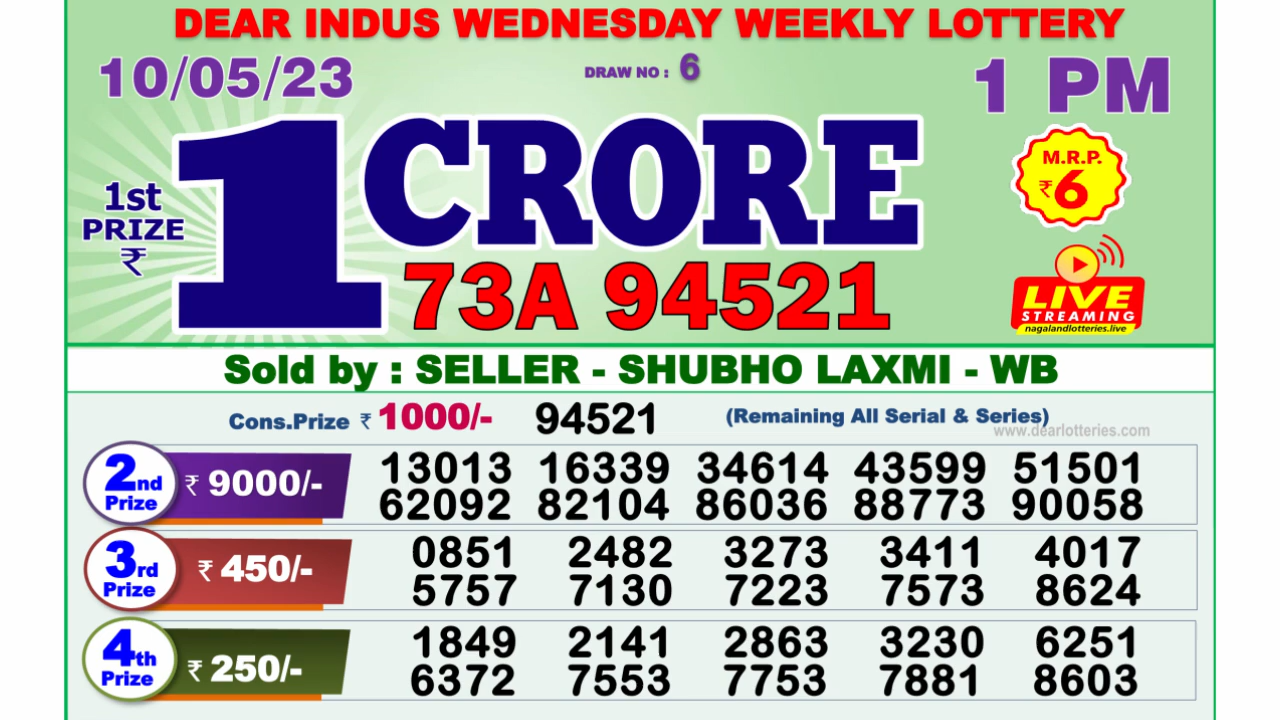 DEAR INDUS WEDNESDAY WEEKLY LOTTERY
10/05/23
DRAW NO : 6
1 PM
1st
PRIZE
₹
1 CRORE
73A 94521
M.R.P.
₹6
LIVE
STREAMING
nagalandlotteries.live
Sold by : SELLER - SHUBHO LAXMI - WB
Cons.Prize ₹ 1000/- 94521 (Remaining All Serial & Series)
www.dearlotteries.com
2nd
Prize
₹ 9000/-
13013 16339 34614 43599 51501
62092 82104 86036 88773 90058
3rd
Prize
₹ 450/-
0851 2482 3273 3411 4017
5757 7130 7223 7573 8624
4th
Prize
₹ 250/-
1849 2141 2863 3230 6251
6372 7553 7753 7881 8603